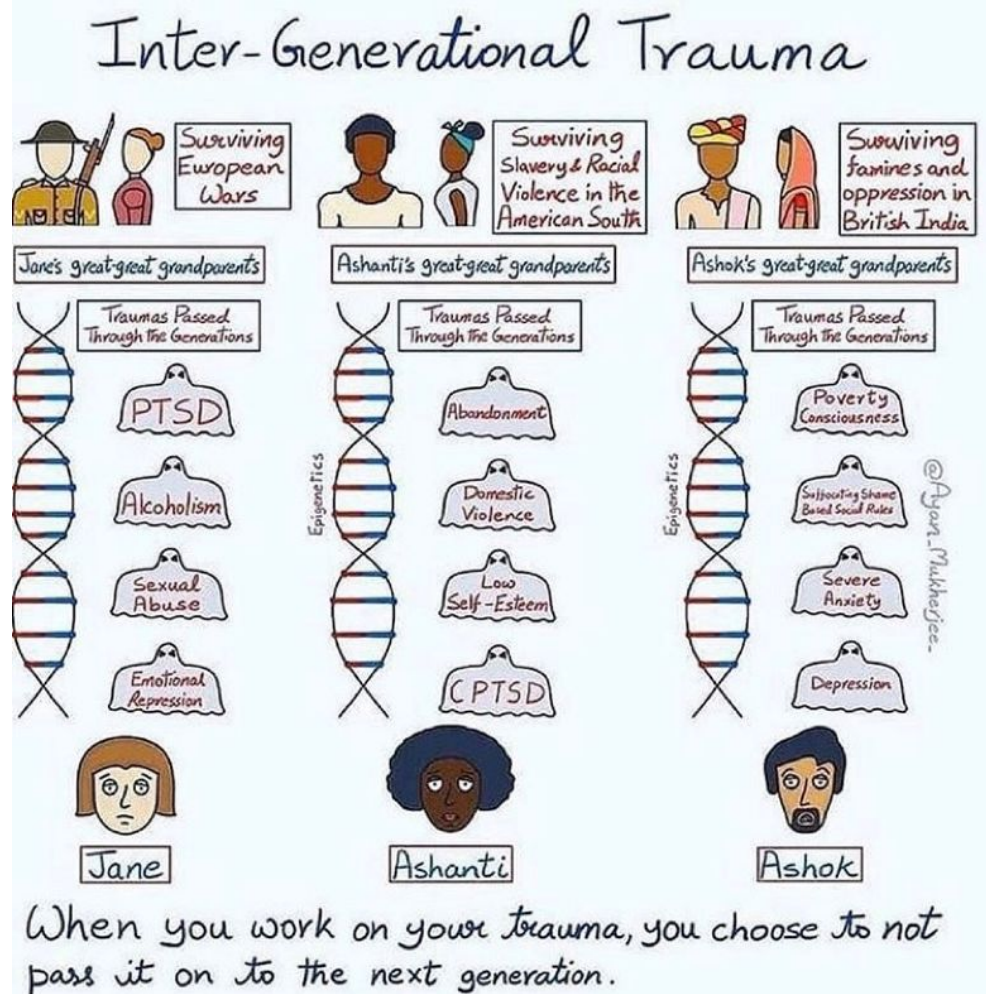 Inter-Generational Trauma
Surviving
European
Wars
Surviving
Slavery & Racial
Violence in the
American South
Surviving
famines and
oppression in
British India
Jane's great-great grandparents
Ashanti's great-great grandparents
Ashok's great-great grandparents
Traumas Passed
Through The Generations
PTSD
Alcoholism
Sexual
Abuse
Emotional
Repression
Epigenetics
Traumas Passed
Through The Generations
Abandonment
Domestic
Violence
Low
Self-Esteem
CPTSD
Epigenetics
Traumas Passed
Through The Generations
Poverty
Consciousness
Suffocating Shame
Based Social Rules
Severe
Anxiety
Depression
@Ayan_Mukherjee_
Jane
Ashanti
Ashok
When you work on your trauma, you choose to not
pass it on to the next generation.